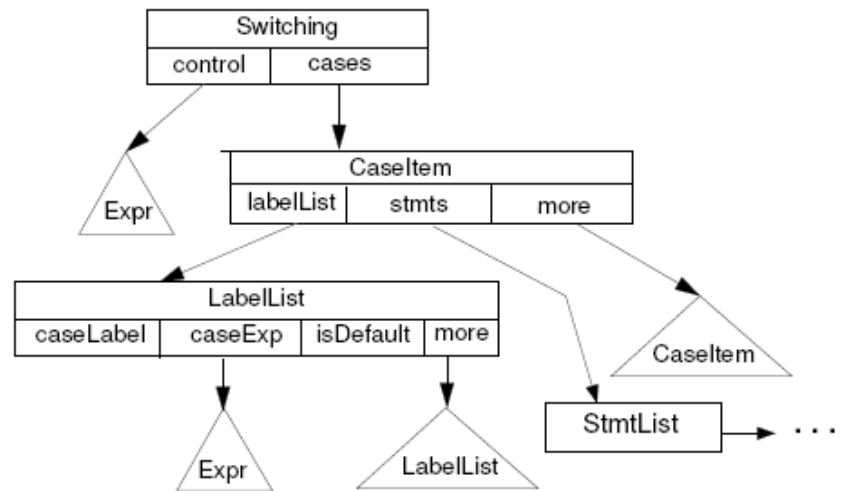 Switching
control cases
CaseItem
Expr
labelList stmts more
LabelList
caseLabel caseExp isDefault more
CaseItem
StmtList ...
Expr
LabelList